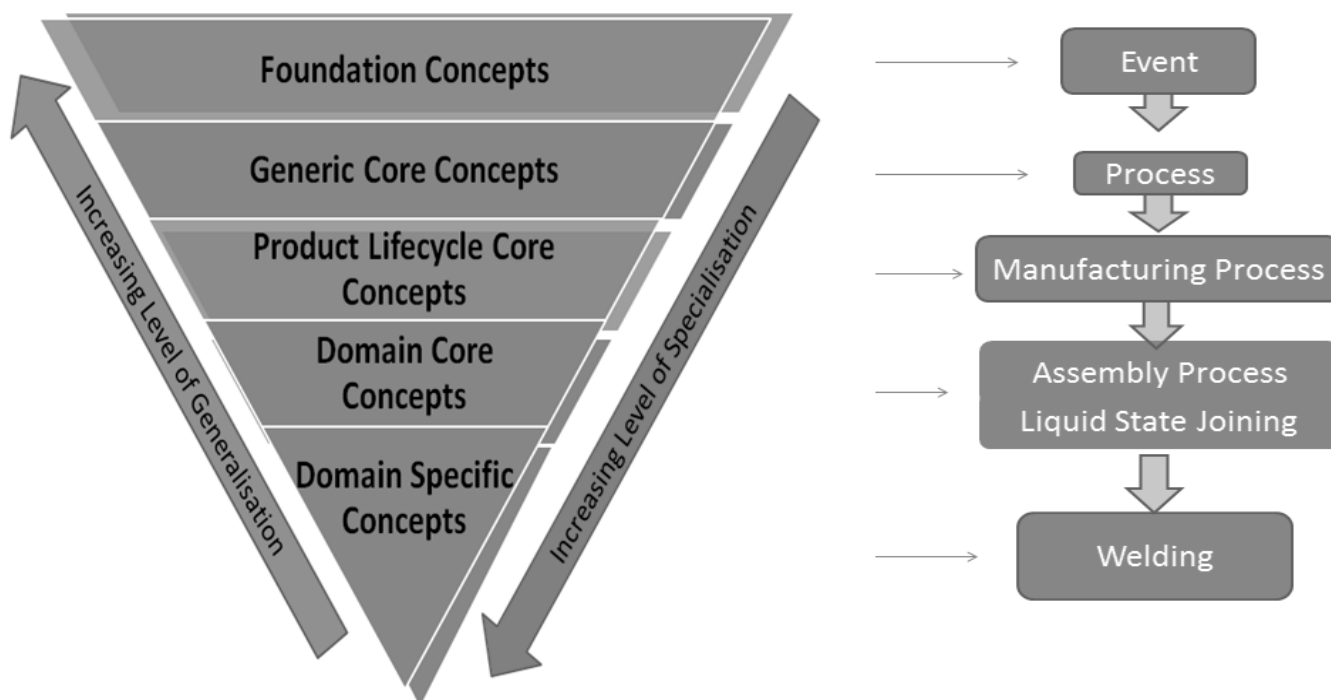 Foundation Concepts
Generic Core Concepts
Product Lifecycle Core
Concepts
Domain Core
Concepts
Domain Specific
Concepts
Increasing Level of Generalisation
Increasing Level of Specialisation
Event
Process
Manufacturing Process
Assembly Process
Liquid State Joining
Welding